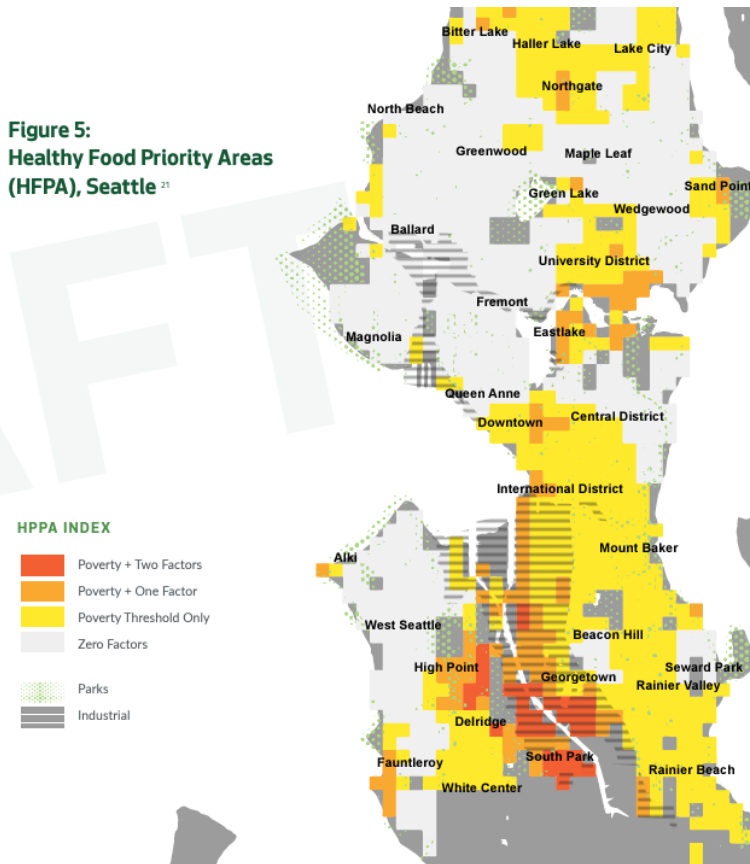 Figure 5:
Healthy Food Priority Areas
(HFPA), Seattle 21
Bitter Lake
Haller Lake
Lake City
Northgate
North Beach
Greenwood
Maple Leaf
Green Lake
Sand Point
Wedgewood
Ballard
University District
Fremont
Eastlake
Magnolia
Queen Anne
Downtown
Central District
International District
Mount Baker
Alki
West Seattle
Beacon Hill
High Point
Georgetown
Seward Park
Rainier Valley
Delridge
South Park
Fauntleroy
Rainier Beach
White Center
HPPA INDEX
Poverty + Two Factors
Poverty + One Factor
Poverty Threshold Only
Zero Factors
Parks
Industrial
AFT